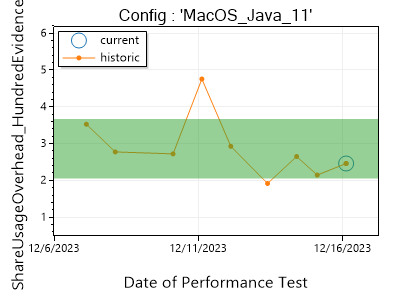 Config : 'MacOS_Java_11'
current
historic
ShareUsageOverhead_HundredEvidence
6
5
4
3
2
1
12/6/2023
12/11/2023
12/16/2023
Date of Performance Test